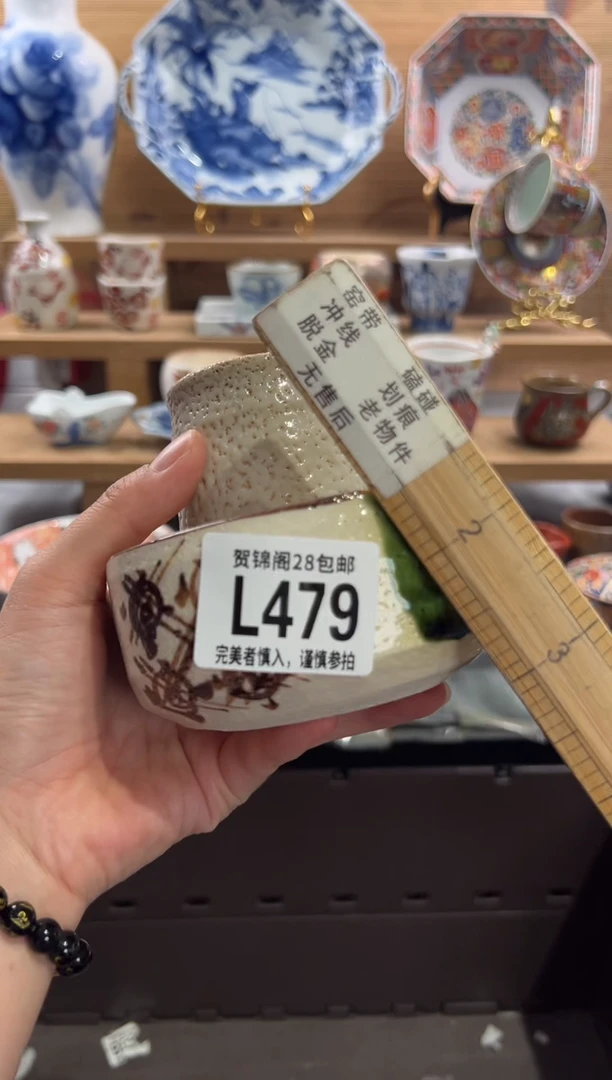 窑带 磕碰
冲线 划痕
脱金 老物件
无售后
2
3
贺锦阁28包邮
L479
完美者慎入，谨慎参拍